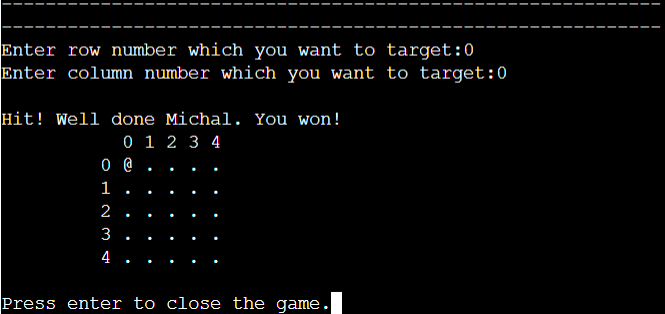 ------------------------------------------------------------
------------------------------------------------------------
Enter row number which you want to target:0
Enter column number which you want to target:0
Hit! Well done Michal. You won!
0 1 2 3 4
0 @ . . . .
1 . . . . .
2 . . . . .
3 . . . . .
4 . . . . .
Press enter to close the game.